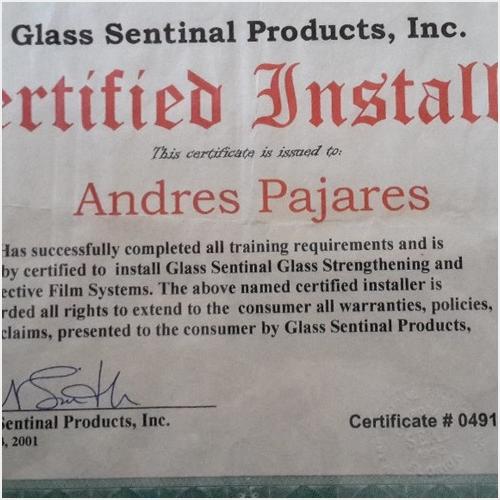 Glass Sentinal Products, Inc.
ertified Install
This certificate is issued to:
Andres Pajares
Has successfully completed all training requirements and is
by certified to install Glass Sentinal Glass Strengthening and
ective Film Systems. The above named certified installer is
rded all rights to extend to the consumer all warranties, policies,
claims, presented to the consumer by Glass Sentinal Products,
Sentinal Products, Inc.
Certificate # 0491
, 2001